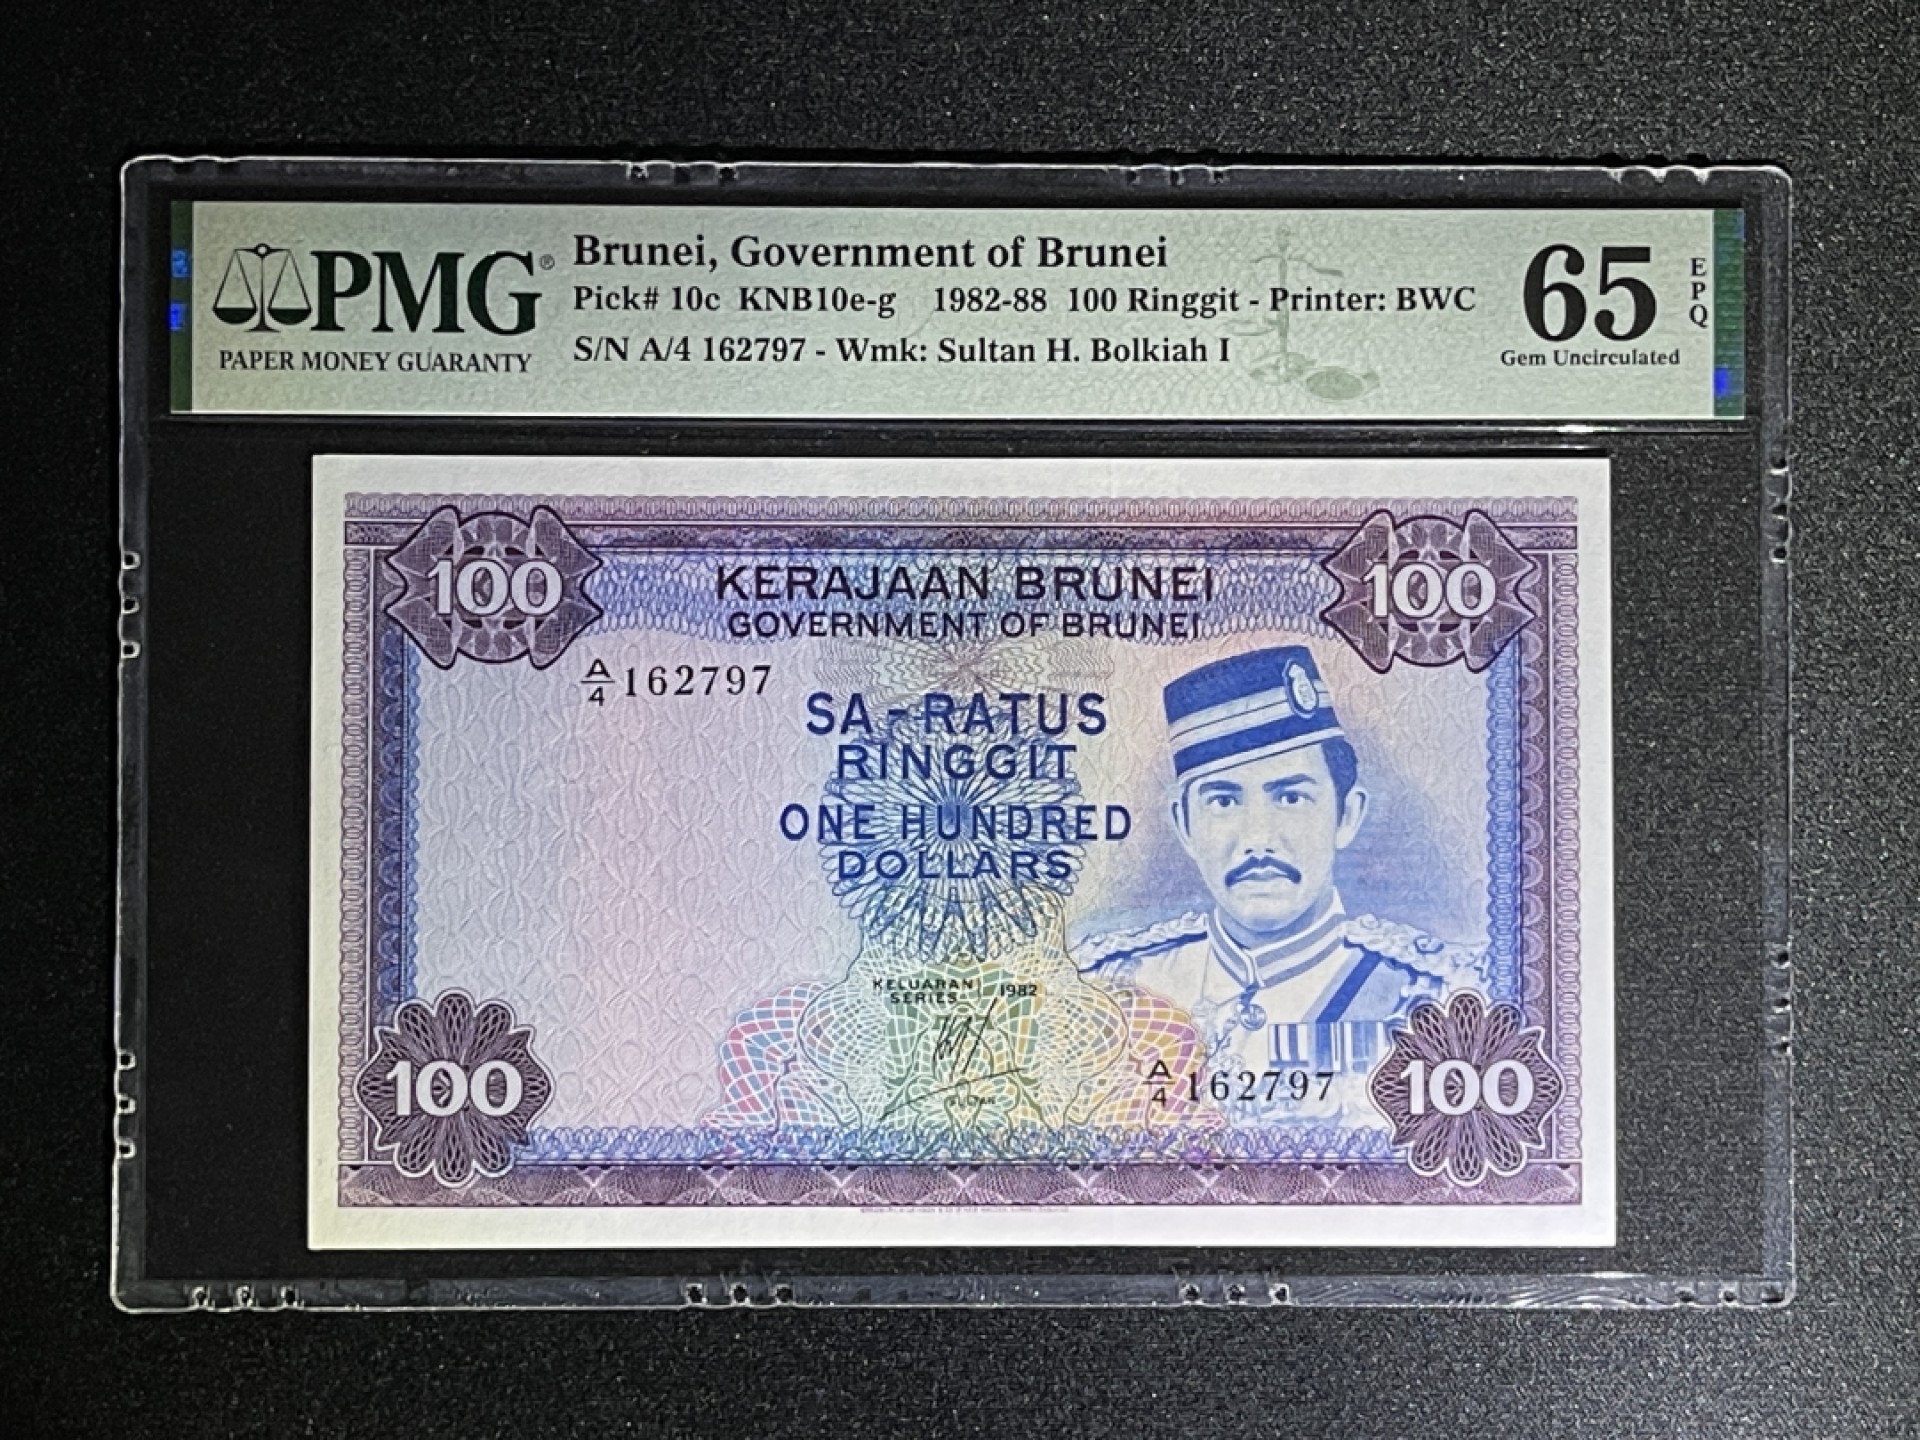 PMG®
PAPER MONEY GUARANTY
Brunei, Government of Brunei
Pick# 10c KNB10e-g 1982-88 100 Ringgit - Printer: BWC
S/N A/4 162797 - Wmk: Sultan H. Bolkiah I
65
EPQ
Gem Uncirculated
100
KERAJAAN BRUNEI
100
GOVERNMENT OF BRUNEI
A/4 162797
SA-RATUS
RINGGIT
ONE HUNDRED
DOLLARS
KELUARAN
SERIES
1982
SULTAN
A/4 162797
100
100